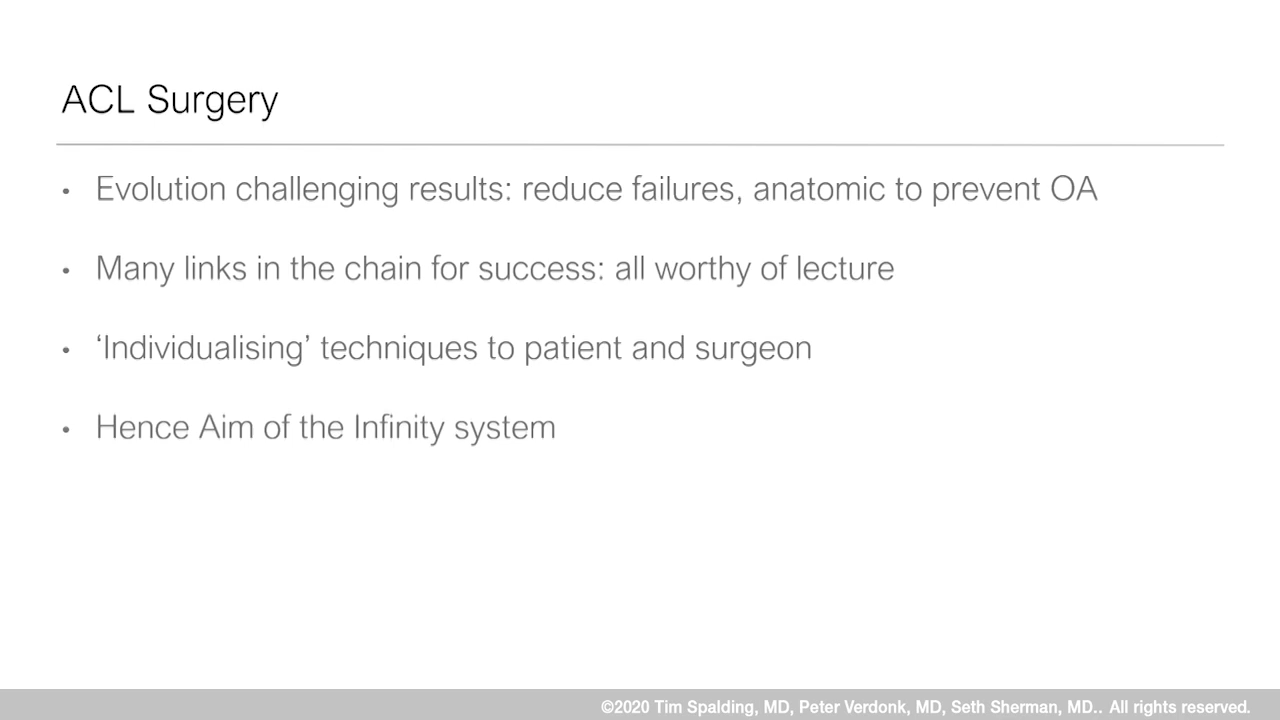 ACL Surgery
• Evolution challenging results: reduce failures, anatomic to prevent OA
• Many links in the chain for success: all worthy of lecture
• ‘Individualising’ techniques to patient and surgeon
• Hence Aim of the Infinity system
©2020 Tim Spalding, MD, Peter Verdonk, MD, Seth Sherman, MD.. All rights reserved.